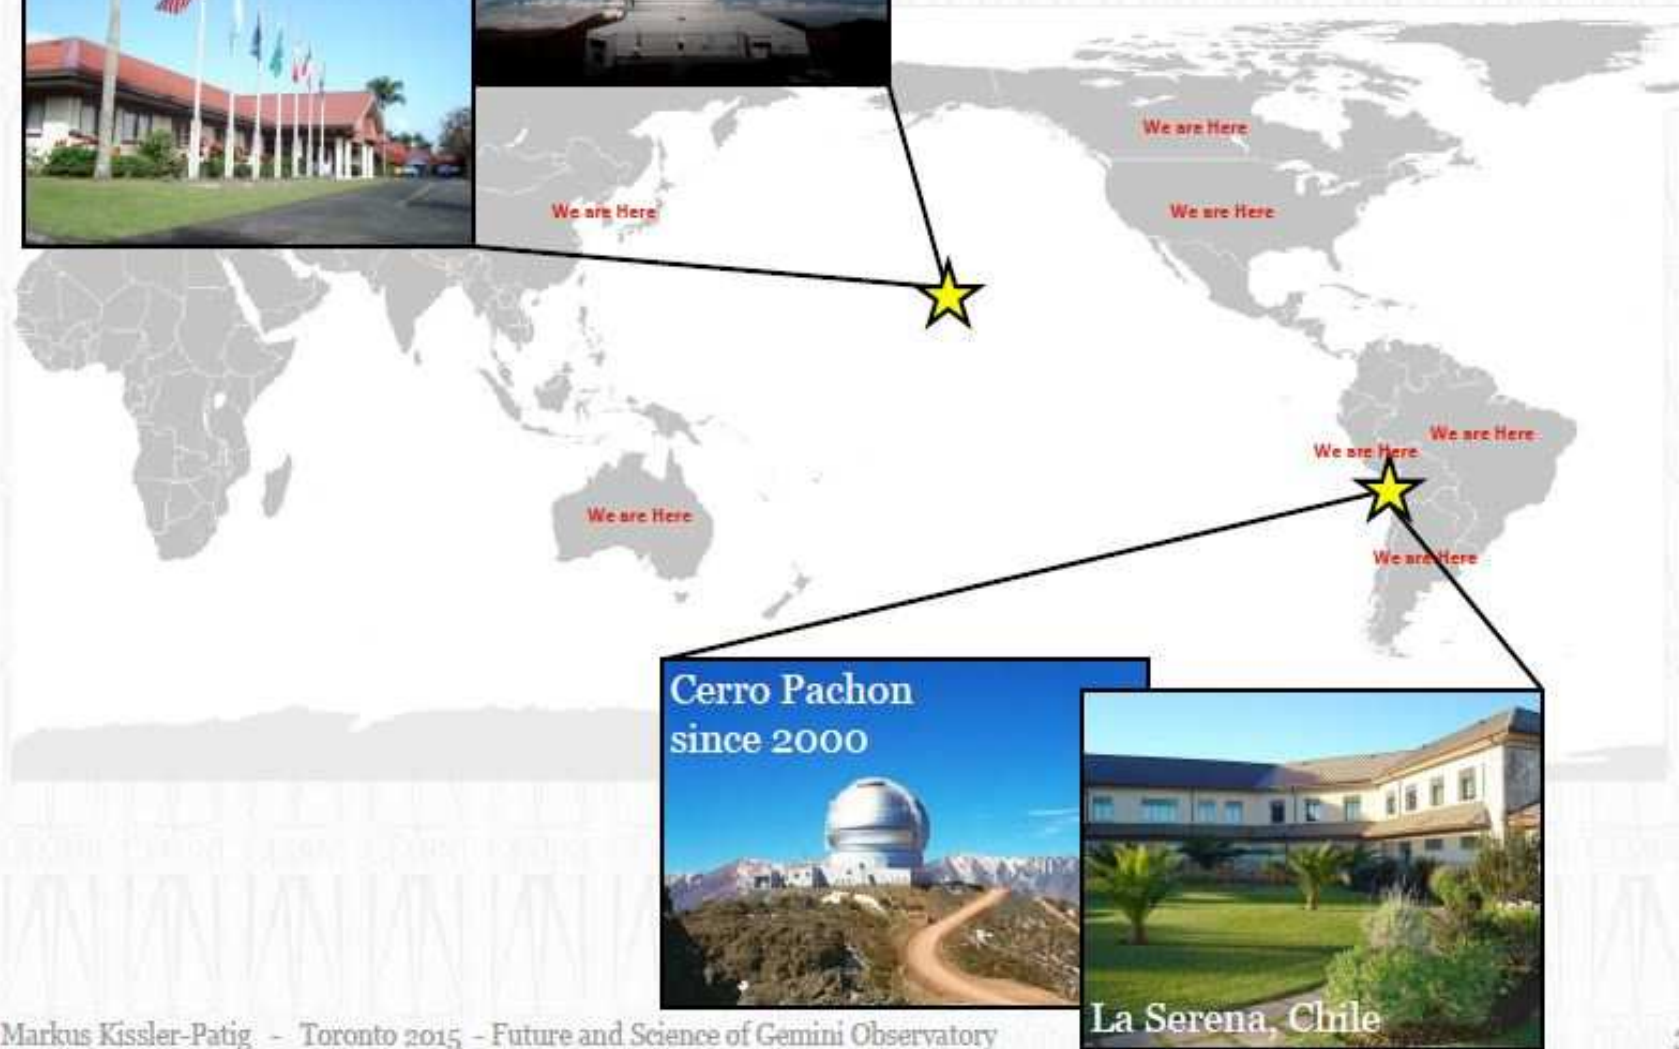 We are Here
We are Here
We are Here
We are Here
We are Here
We are Here
We are Here
Cerro Pachon
since 2000
La Serena, Chile
Markus Kissler-Patig - Toronto 2015 - Future and Science of Gemini Observatory